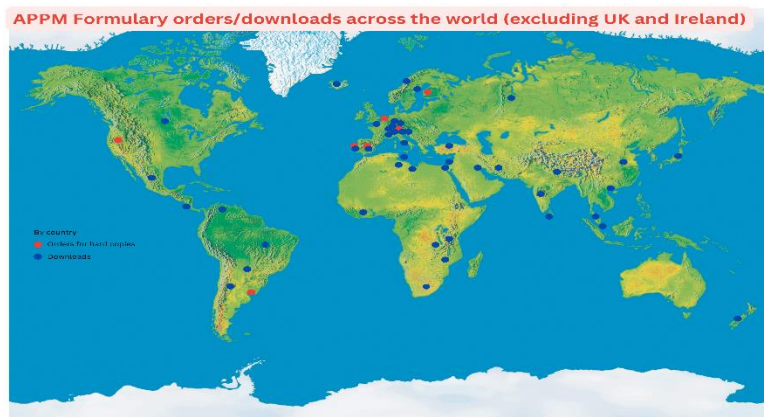 APPM Formulary orders/downloads across the world (excluding UK and Ireland)
By country
Orders for hard copies
Downloads